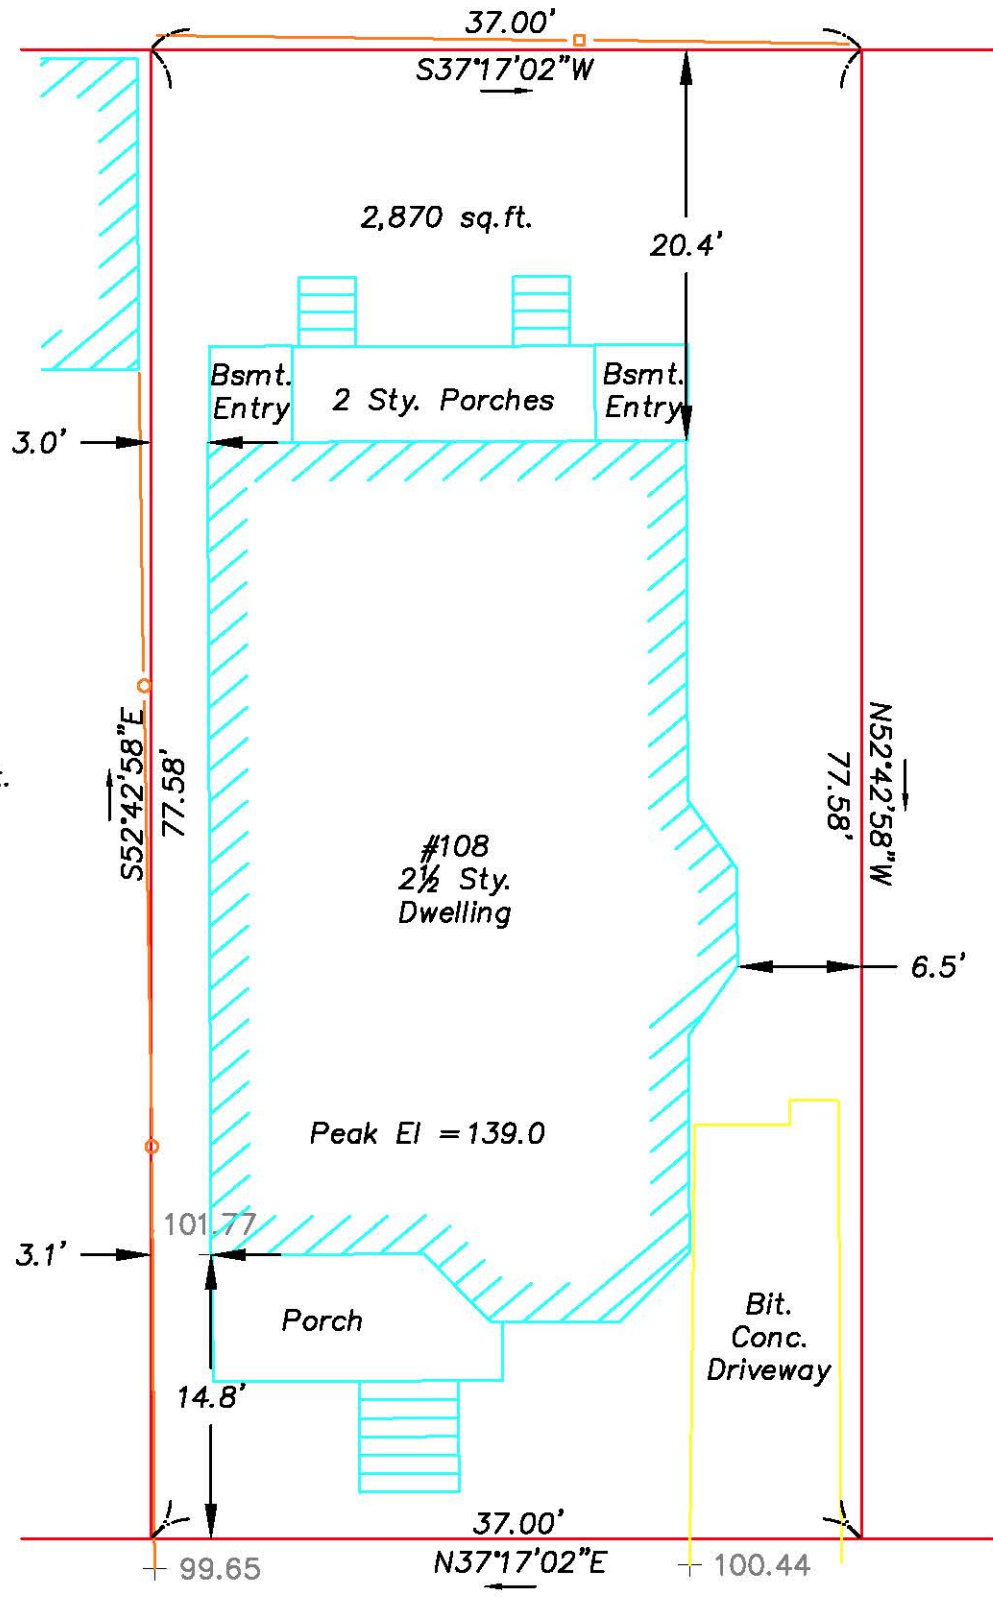 37.00'
S37°17'02"W
2,870 sq.ft.
20.4'
Bsmt.
Entry
2 Sty. Porches
Bsmt.
Entry
3.0'
S52°42'58"E
77.58'
N52°42'58"W
77.58'
#108
2½ Sty.
Dwelling
6.5'
Peak El =139.0
101.77
3.1'
Porch
Bit.
Conc.
Driveway
14.8'
37.00'
N37°17'02"E
99.65
100.44